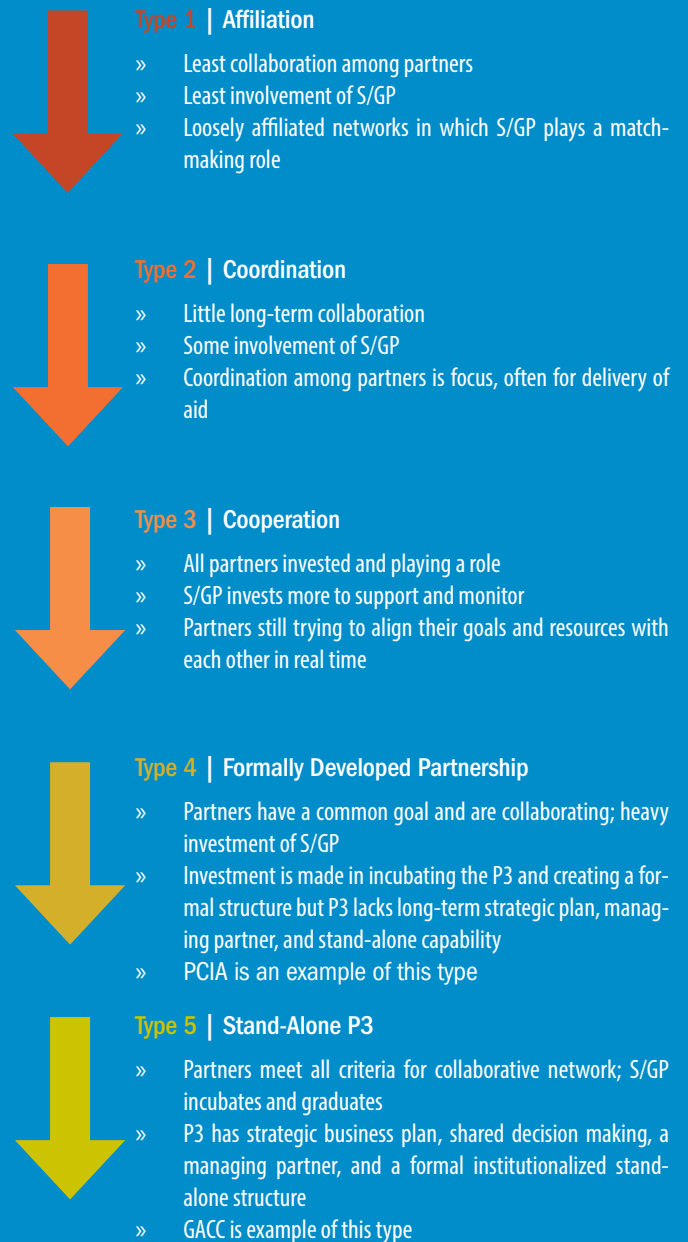 Type 1 | Affiliation
» Least collaboration among partners
» Least involvement of S/GP
» Loosely affiliated networks in which S/GP plays a match-
making role
Type 2 | Coordination
» Little long-term collaboration
» Some involvement of S/GP
» Coordination among partners is focus, often for delivery of
aid
Type 3 | Cooperation
» All partners invested and playing a role
» S/GP invests more to support and monitor
» Partners still trying to align their goals and resources with
each other in real time
Type 4 | Formally Developed Partnership
» Partners have a common goal and are collaborating; heavy
investment of S/GP
» Investment is made in incubating the P3 and creating a for-
mal structure but P3 lacks long-term strategic plan, manag-
ing partner, and stand-alone capability
» PCIA is an example of this type
Type 5 | Stand-Alone P3
» Partners meet all criteria for collaborative network; S/GP
incubates and graduates
» P3 has strategic business plan, shared decision making, a
managing partner, and a formal institutionalized stand-
alone structure
» GACC is example of this type